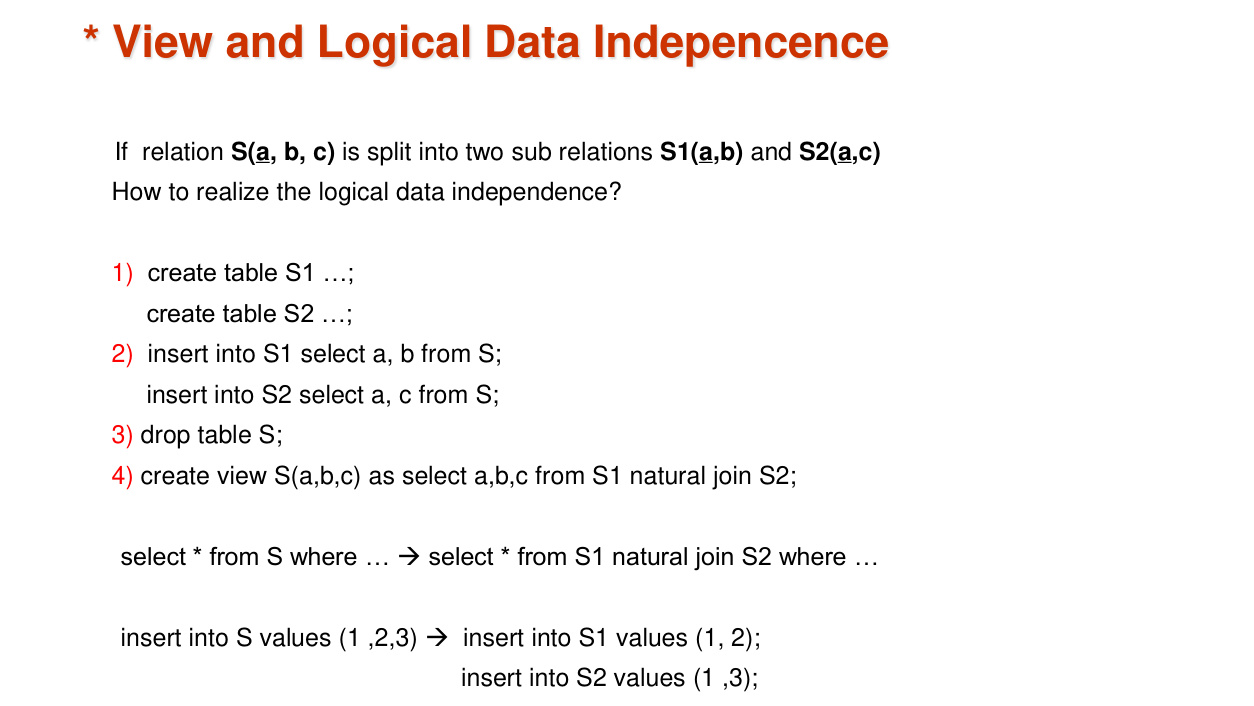 * View and Logical Data Indepencence
If relation S(a, b, c) is split into two sub relations S1(a,b) and S2(a,c)
How to realize the logical data independence?
1) create table S1 …;
create table S2 …;
2) insert into S1 select a, b from S;
insert into S2 select a, c from S;
3) drop table S;
4) create view S(a,b,c) as select a,b,c from S1 natural join S2;
select * from S where … → select * from S1 natural join S2 where …
insert into S values (1 ,2,3) → insert into S1 values (1, 2);
insert into S2 values (1 ,3);